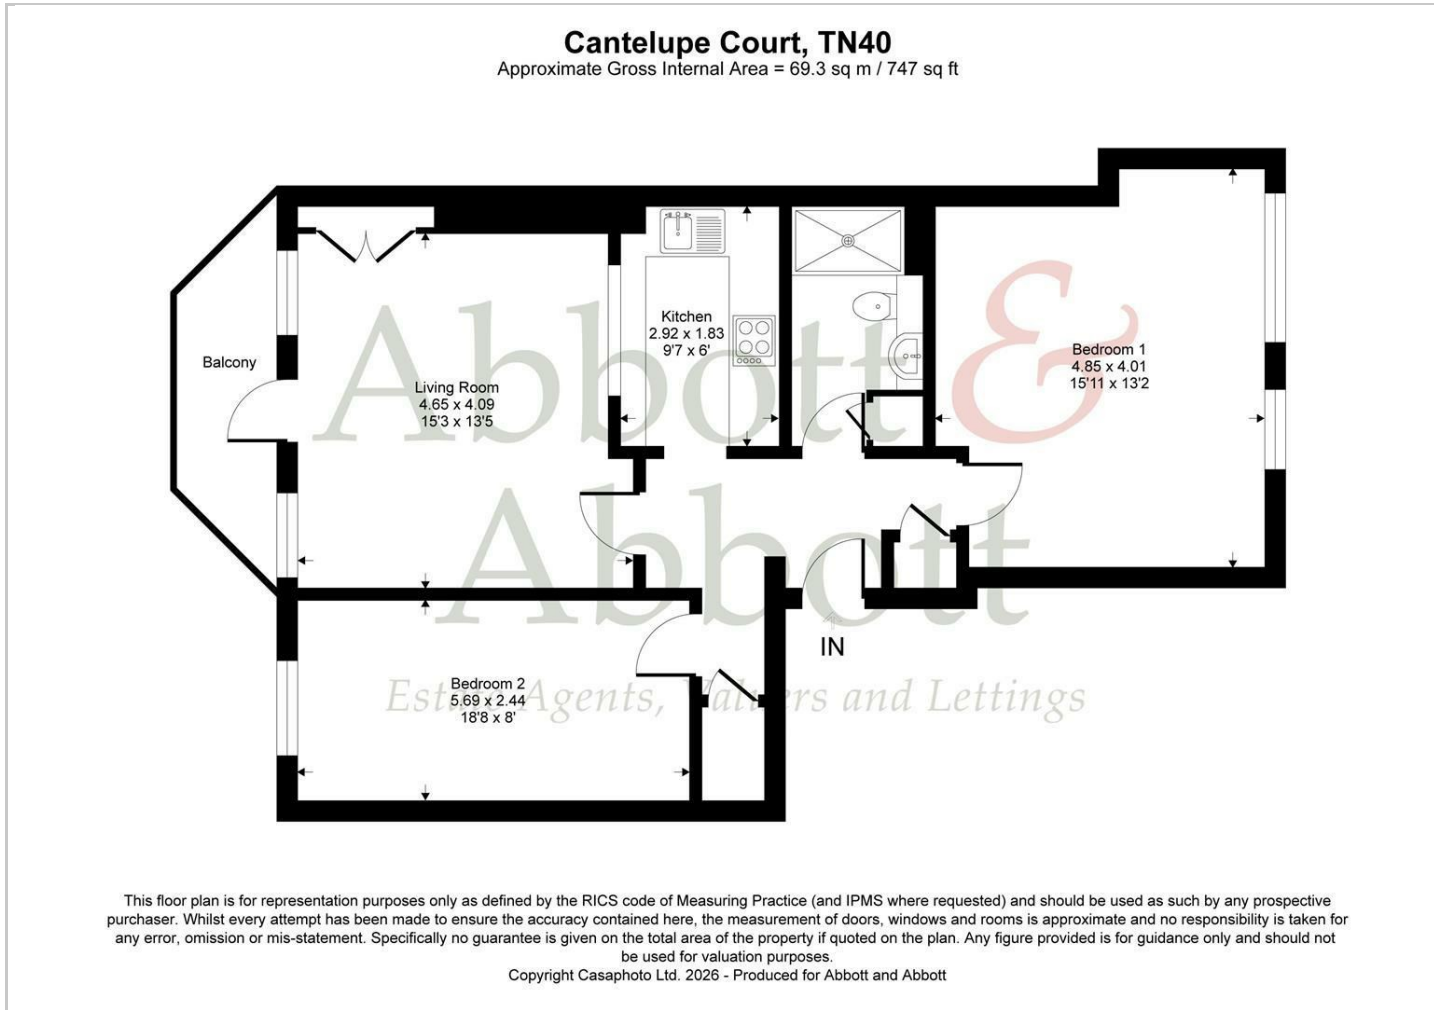 Cantelupe Court, TN40
Approximate Gross Internal Area = 69.3 sq m / 747 sq ft
Kitchen
2.92 x 1.83
9'7 x 6'
Balcony
Living Room
4.65 x 4.09
15'3 x 13'5
Bedroom 1
4.85 x 4.01
15'11 x 13'2
Abbott &
Abbott
IN
Bedroom 2
5.69 x 2.44
18'8 x 8'
Estate Agents, Valuers and Lettings
This floor plan is for representation purposes only as defined by the RICS code of Measuring Practice (and IPMS where requested) and should be used as such by any prospective
purchaser. Whilst every attempt has been made to ensure the accuracy contained here, the measurement of doors, windows and rooms is approximate and no responsibility is taken for
any error, omission or mis-statement. Specifically no guarantee is given on the total area of the property if quoted on the plan. Any figure provided is for guidance only and should not
be used for valuation purposes.
Copyright Casaphoto Ltd. 2026 - Produced for Abbott and Abbott